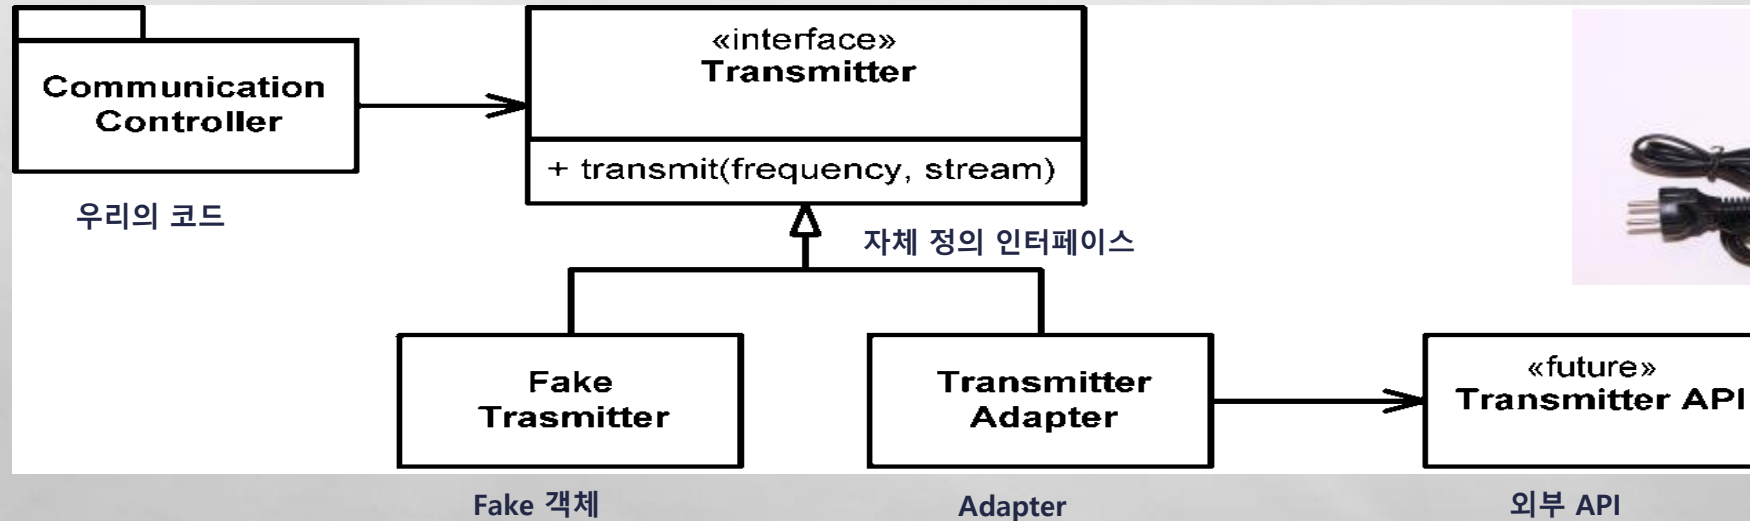 «interface»
Transmitter
Communication
Controller
+ transmit(frequency, stream)
우리의 코드
자체 정의 인터페이스
Fake
Trasmitter
Transmitter
Adapter
«future»
Transmitter API
Fake 객체
Adapter
외부 API